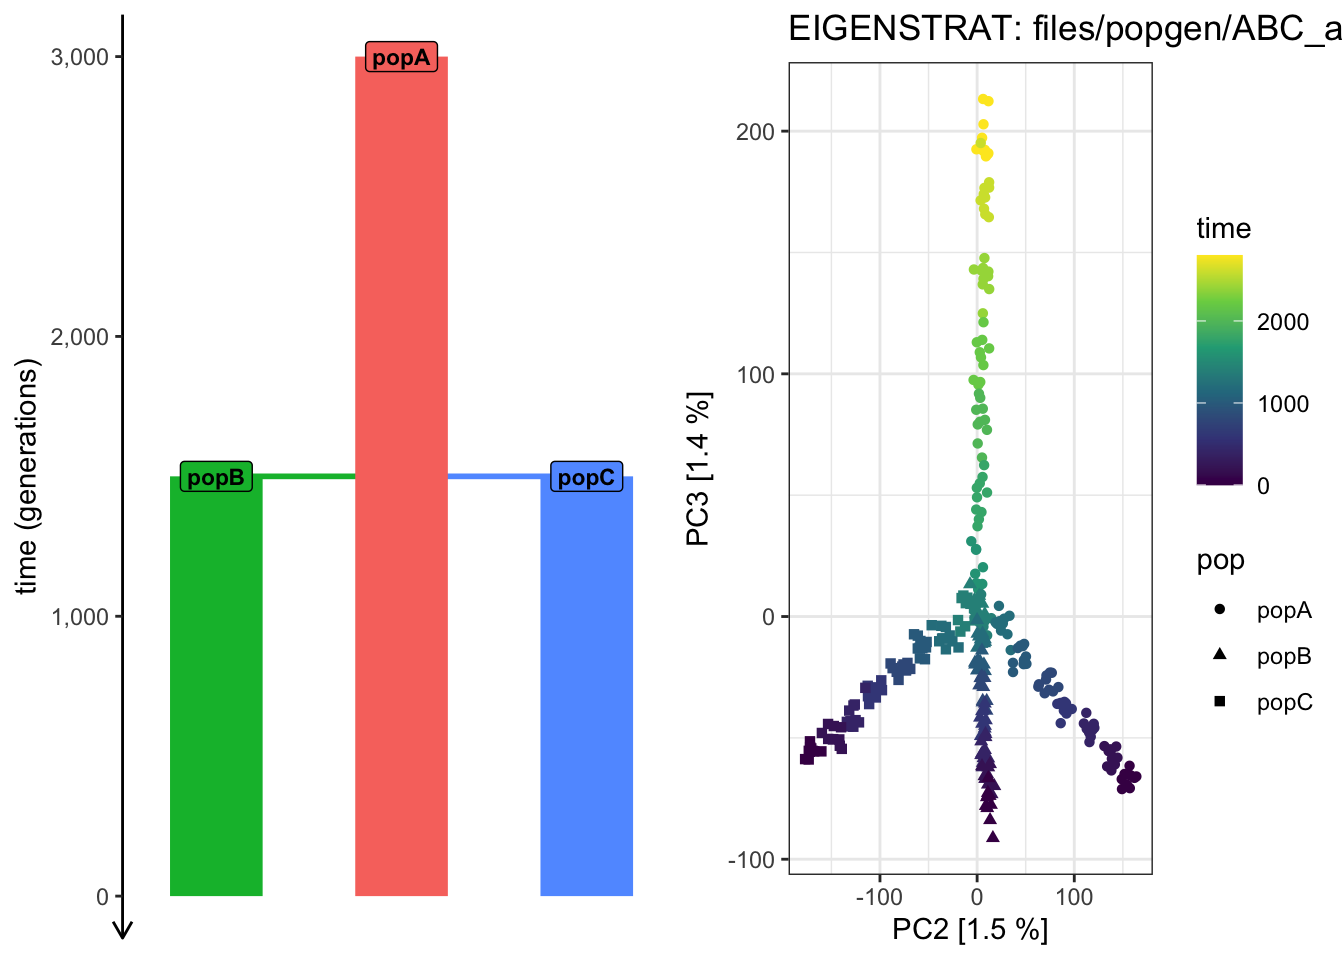 time (generations)
3,000
2,000
1,000
0
popA
popB
popC
EIGENSTRAT: files/popgen/ABC_a
PC3 [1.4 %]
200
100
0
-100
-100
0
100
PC2 [1.5 %]
time
2000
1000
0
pop
popA
popB
popC